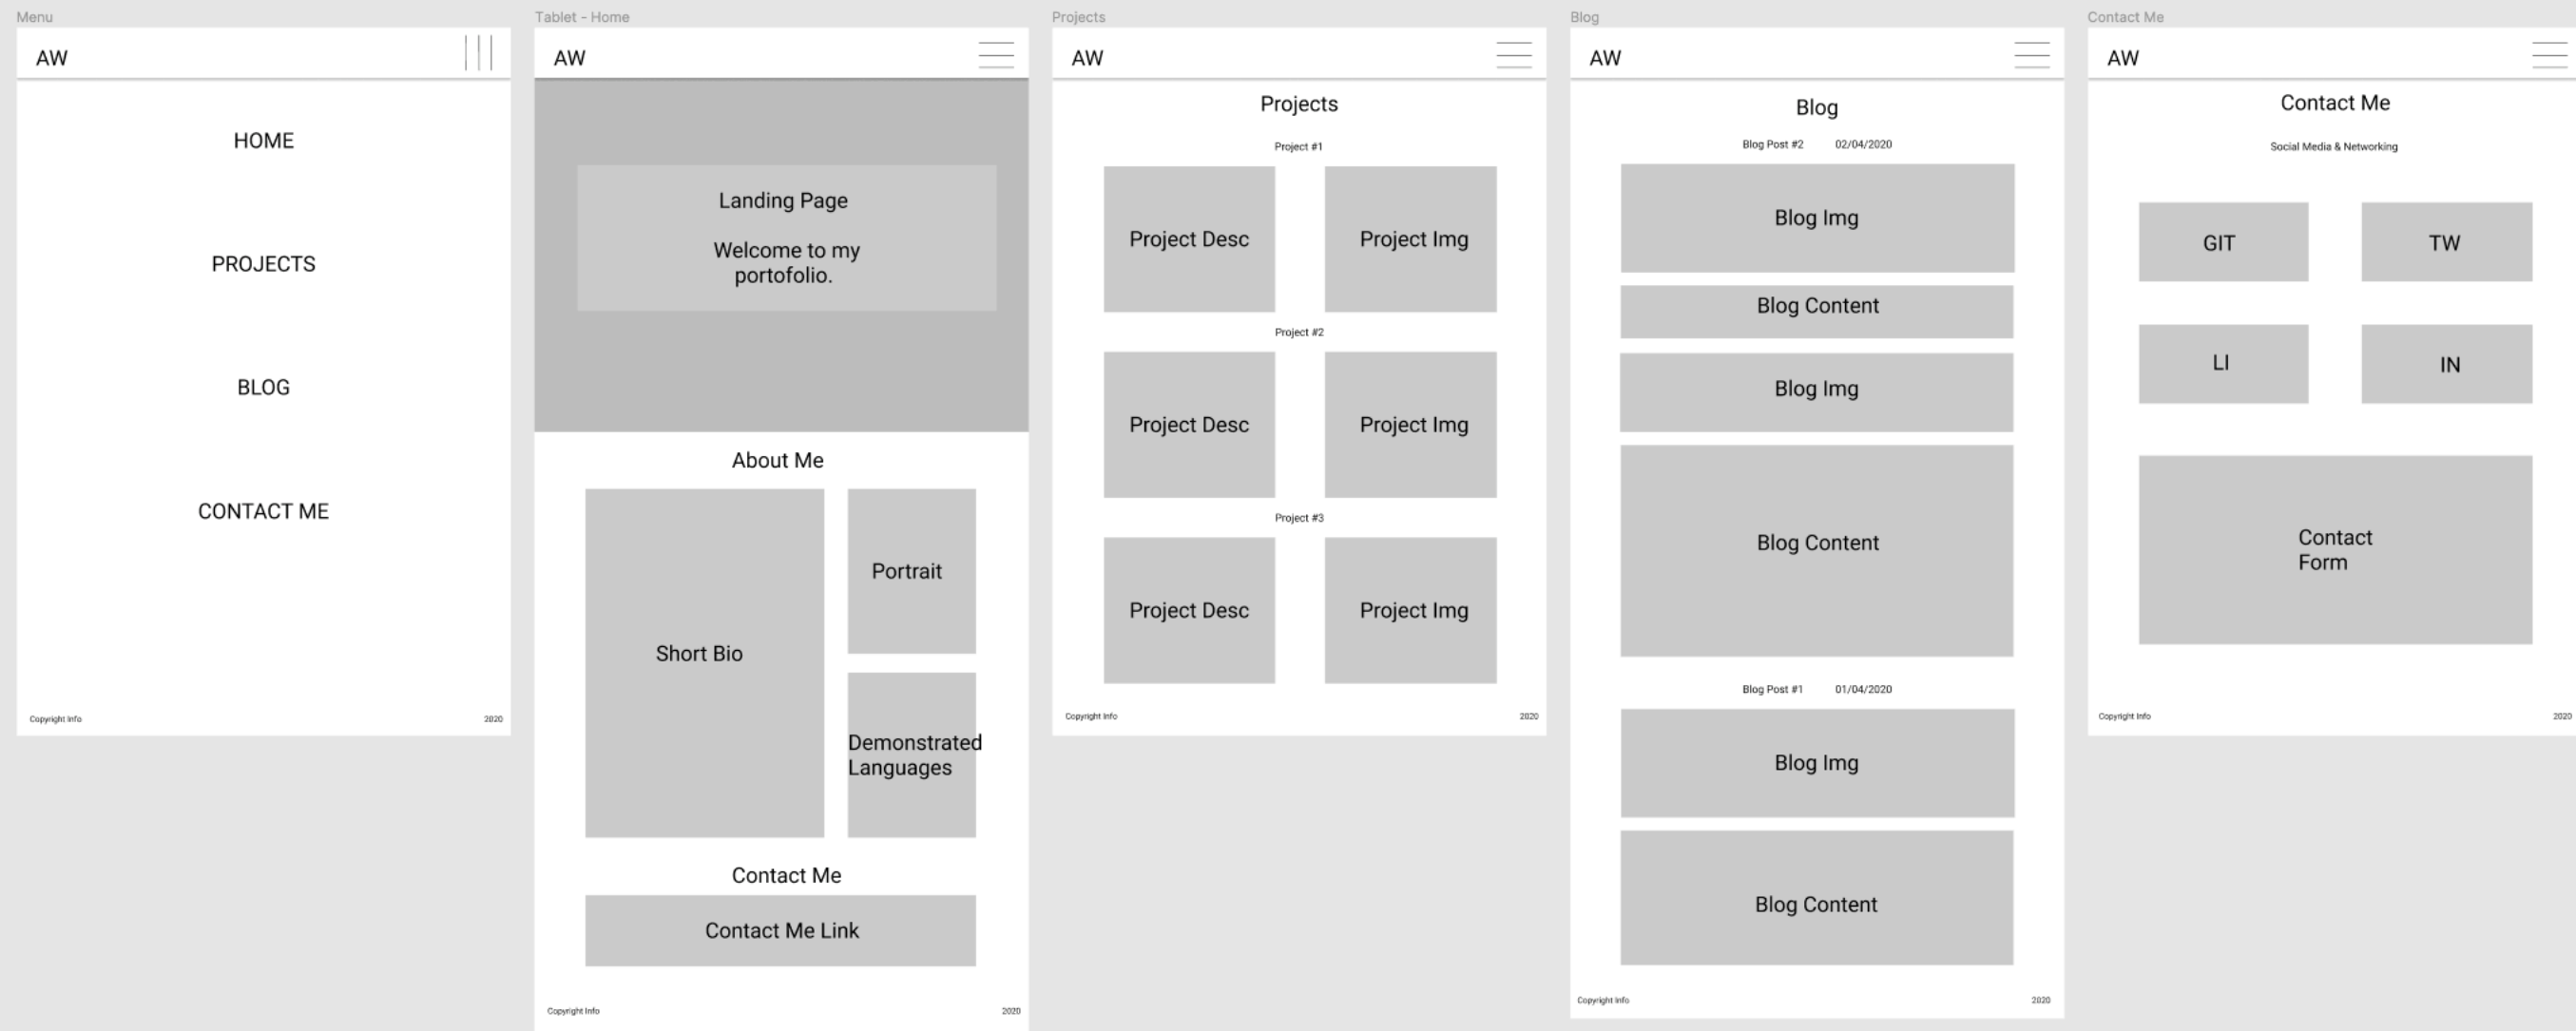 Menu
AW
HOME
PROJECTS
BLOG
CONTACT ME
Copyright Info
2020
Tablet - Home
AW
Landing Page
Welcome to my
portofolio.
About Me
Short Bio
Portrait
Demonstrated
Languages
Contact Me
Contact Me Link
Copyright Info
2020
Projects
AW
Projects
Project #1
Project Desc
Project Img
Project #2
Project Desc
Project Img
Project #3
Project Desc
Project Img
Copyright Info
2020
Blog
AW
Blog
Blog Post #2 02/04/2020
Blog Img
Blog Content
Blog Img
Blog Content
Blog Post #1 01/04/2020
Blog Img
Blog Content
Copyright Info
2020
Contact Me
AW
Contact Me
Social Media & Networking
GIT
TW
LI
IN
Contact
Form
Copyright Info
2020